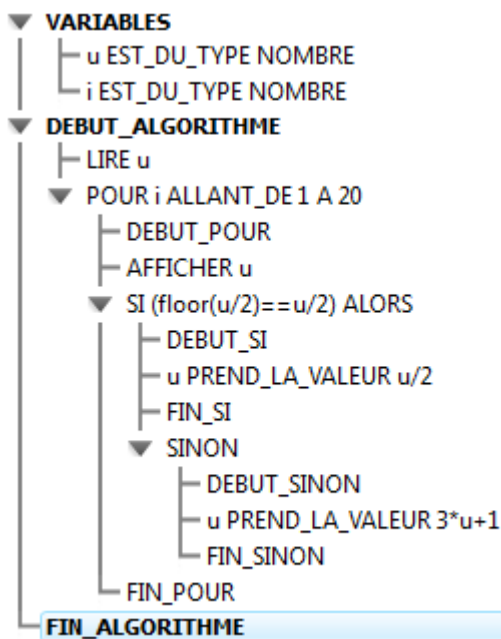 VARIABLES
u EST_DU_TYPE NOMBRE
i EST_DU_TYPE NOMBRE
DEBUT_ALGORITHME
LIRE u
POUR i ALLANT_DE 1 A 20
DEBUT_POUR
AFFICHER u
SI (floor(u/2)==u/2) ALORS
DEBUT_SI
u PREND_LA_VALEUR u/2
FIN_SI
SINON
DEBUT_SINON
u PREND_LA_VALEUR 3*u+1
FIN_SINON
FIN_POUR
FIN_ALGORITHME